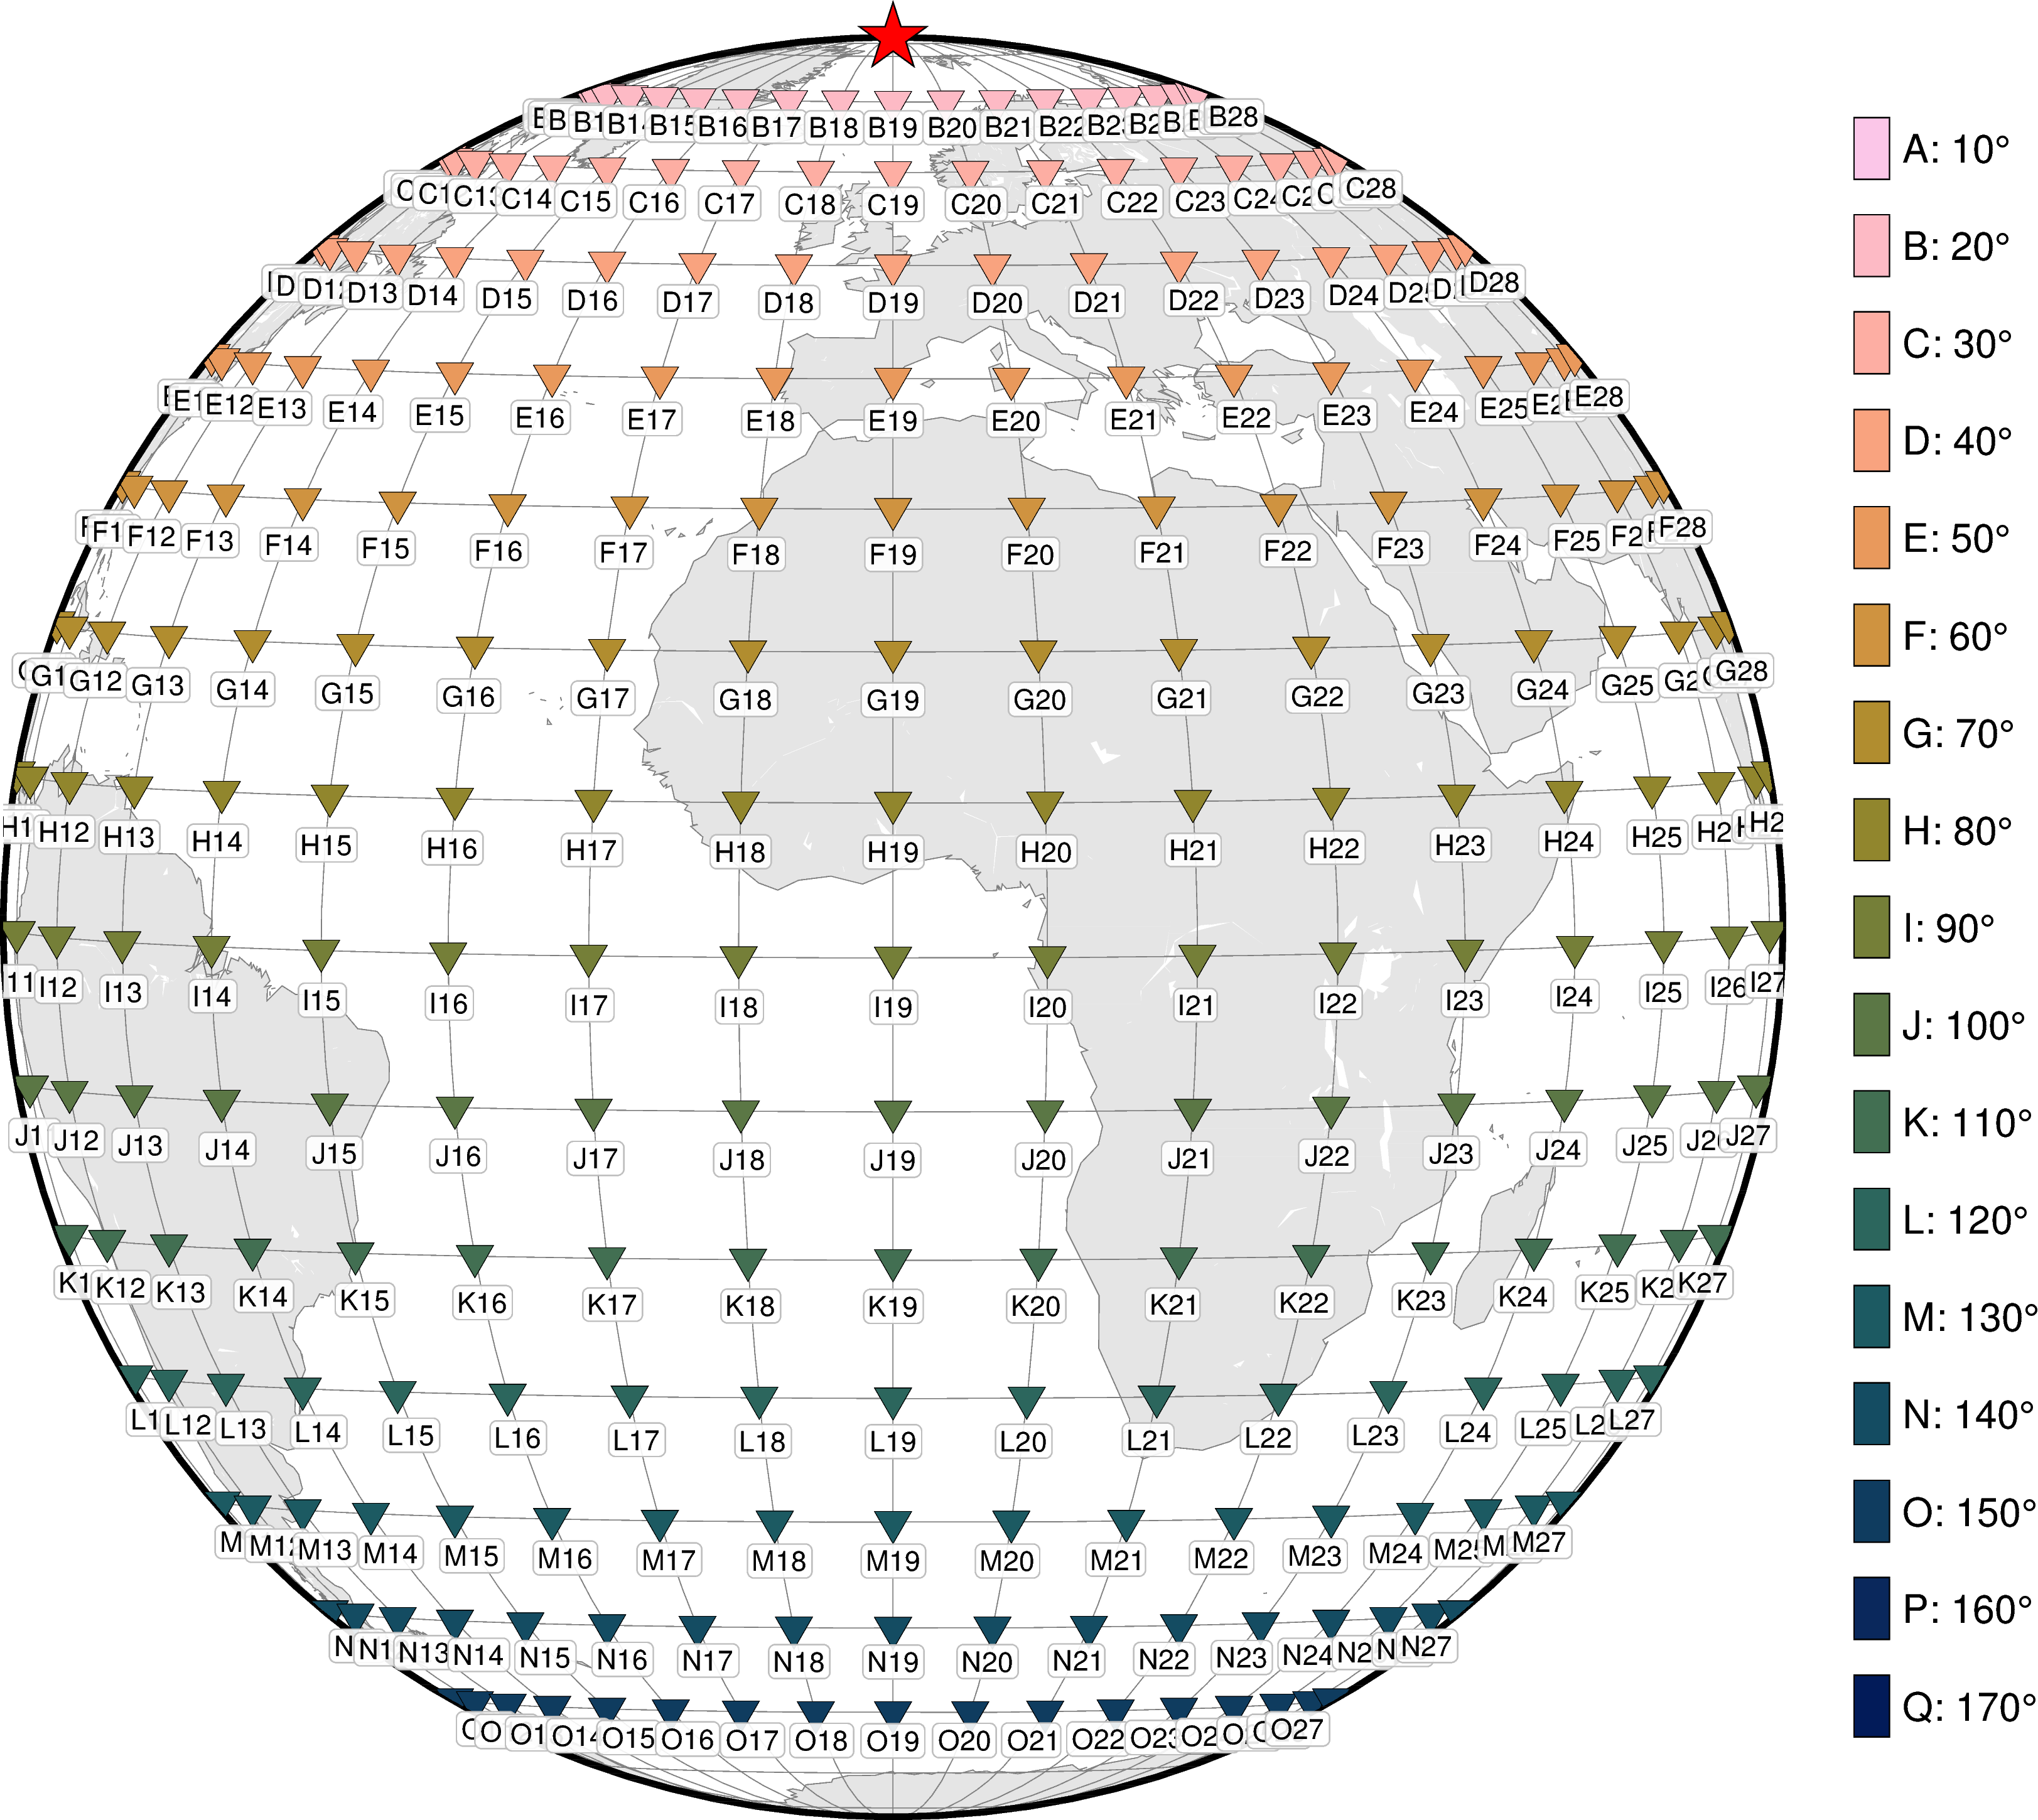 B14 B15 B16 B17 B18 B19 B20 B21 B22 B28
C13 C14 C15 C16 C17 C18 C19 C20 C21 C22 C23 C24 C28
D12 D13 D14 D15 D16 D17 D18 D19 D20 D21 D22 D23 D24 D25 D28
E12 E13 E14 E15 E16 E17 E18 E19 E20 E21 E22 E23 E24 E25 E28
F12 F13 F14 F15 F16 F17 F18 F19 F20 F21 F22 F23 F24 F25 F28
G12 G13 G14 G15 G16 G17 G18 G19 G20 G21 G22 G23 G24 G25 G28
H12 H13 H14 H15 H16 H17 H18 H19 H20 H21 H22 H23 H24 H25
I12 I13 I14 I15 I16 I17 I18 I19 I20 I21 I22 I23 I24 I25 I26 I27
J12 J13 J14 J15 J16 J17 J18 J19 J20 J21 J22 J23 J24 J25 J27
K12 K13 K14 K15 K16 K17 K18 K19 K20 K21 K22 K23 K24 K25 K27
L12 L13 L14 L15 L16 L17 L18 L19 L20 L21 L22 L23 L24 L25 L27
M12 M13 M14 M15 M16 M17 M18 M19 M20 M21 M22 M23 M24 M25 M27
N13 N14 N15 N16 N17 N18 N19 N20 N21 N22 N23 N24 N27
O14 O15 O16 O17 O18 O19 O20 O21 O22 O23 O27
A: 10°
B: 20°
C: 30°
D: 40°
E: 50°
F: 60°
G: 70°
H: 80°
I: 90°
J: 100°
K: 110°
L: 120°
M: 130°
N: 140°
O: 150°
P: 160°
Q: 170°